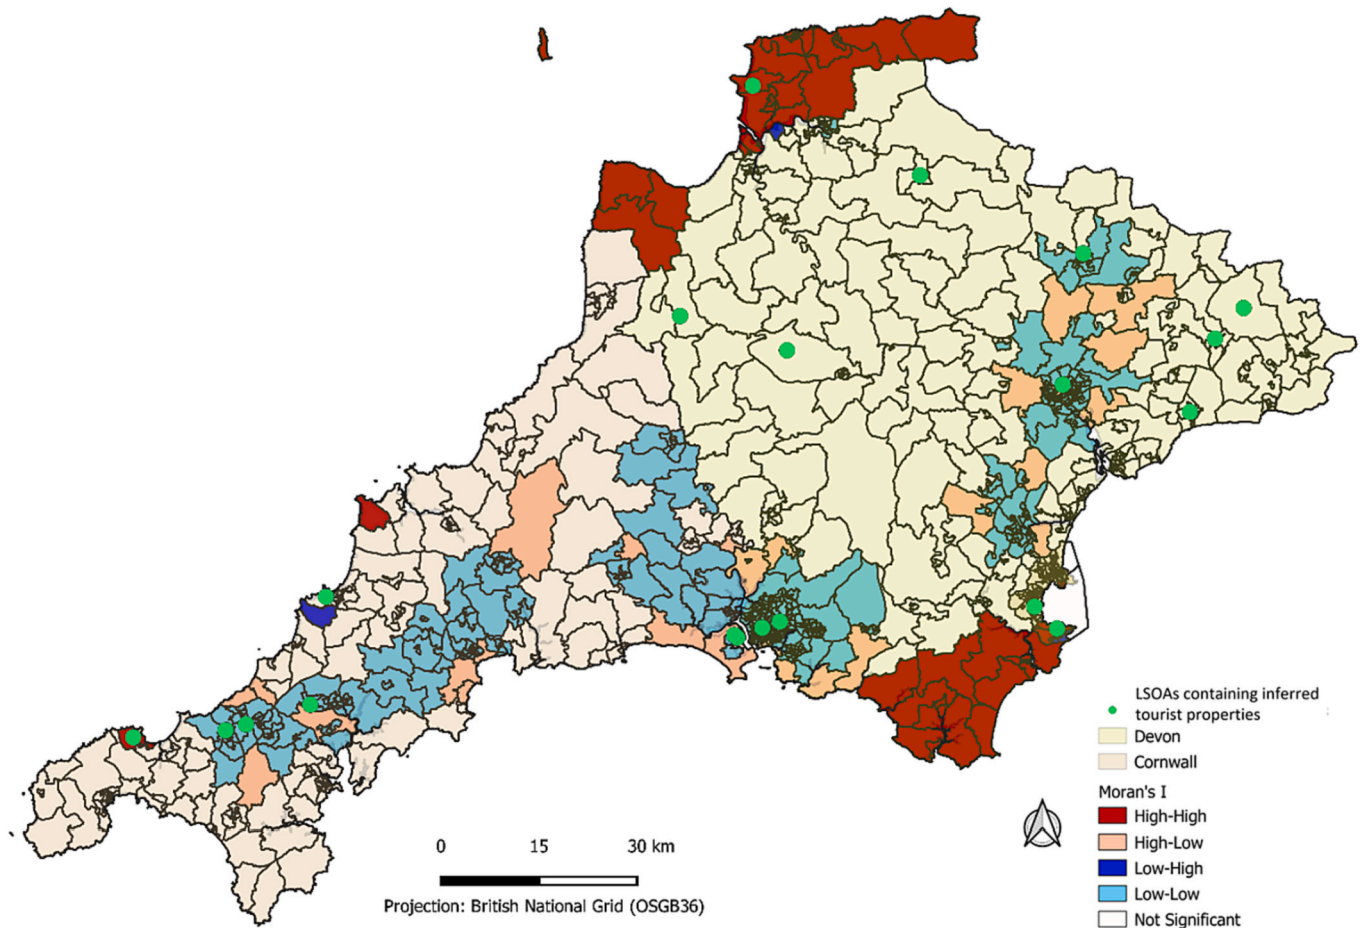 LSOAs containing inferred
tourist properties
Devon
Cornwall
Moran's I
High-High
High-Low
Low-High
Low-Low
Not Significant
0 15 30 km
Projection: British National Grid (OSGB36)